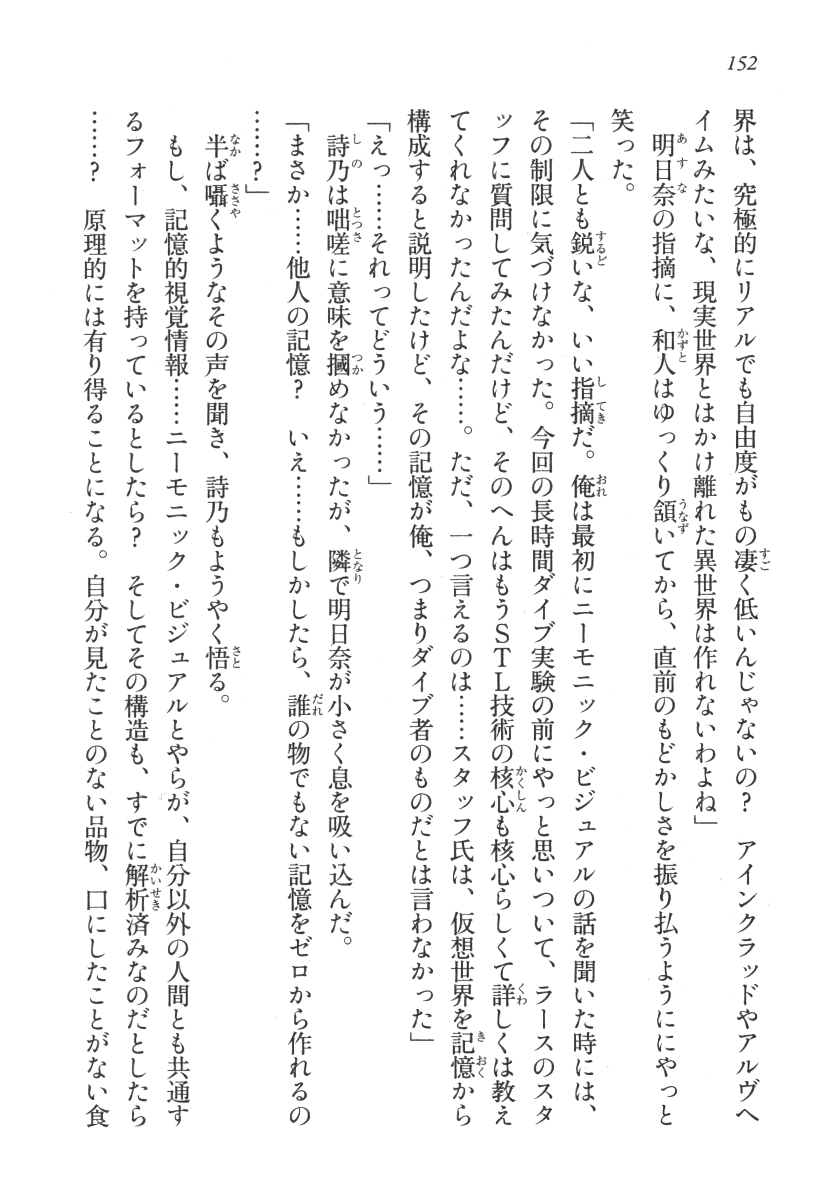 152
界は、究極的にリアルでも自由度がもの凄く低いんじゃないの？　アインクラッドやアルヴヘ
イムみたいな、現実世界とはかけ離れた異世界は作れないわよね」
　明日奈の指摘に、和人はゆっくり頷いてから、直前のもどかしさを振り払うようににやっと
笑った。
「二人とも鋭いな、いい指摘だ。俺は最初にニーモニック・ビジュアルの話を聞いた時には、
その制限に気づけなかった。今回の長時間ダイブ実験の前にやっと思いついて、ラースのスタ
ッフに質問してみたんだけど、そのへんはもうＳＴＬ技術の核心も核心らしくて詳しくは教え
てくれなかったんだよな……。ただ、一つ言えるのは……スタッフ氏は、仮想世界を記憶から
構成すると説明したけど、その記憶が俺、つまりダイブ者のものだとは言わなかった」
「えっ……それってどういう……」
　詩乃は咄嗟に意味を摑めなかったが、隣で明日奈が小さく息を吸い込んだ。
「まさか……他人の記憶？　いえ……もしかしたら、誰の物でもない記憶をゼロから作れるの
……？」
　半ば囁くようなその声を聞き、詩乃もようやく悟る。
　もし、記憶的視覚情報……ニーモニック・ビジュアルとやらが、自分以外の人間とも共通す
るフォーマットを持っているとしたら？　そしてその構造も、すでに解析済みなのだとしたら
……？　原理的には有り得ることになる。自分が見たことのない品物、口にしたことがない食